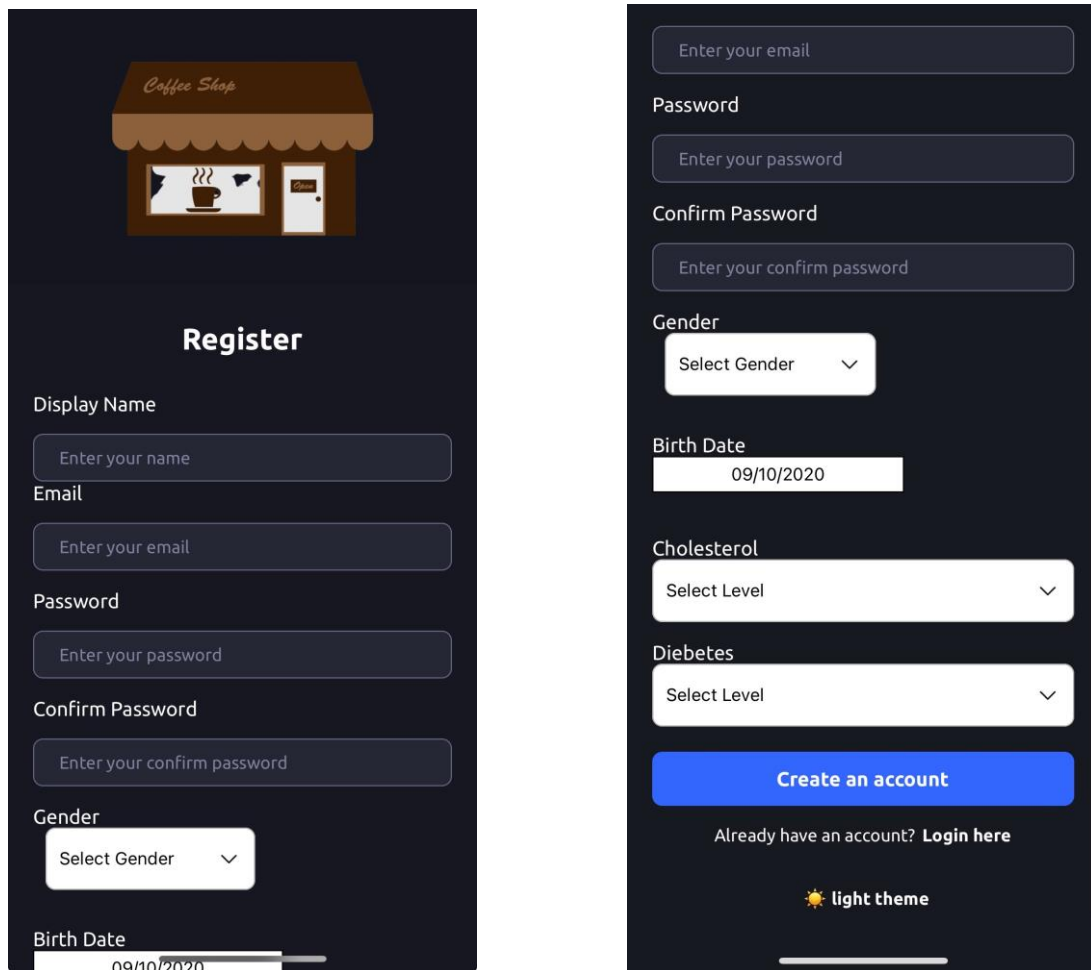 Coffee Shop
Open
Register
Display Name
Enter your name
Email
Enter your email
Password
Enter your password
Confirm Password
Enter your confirm password
Gender
Select Gender
Birth Date
09/10/2020
Enter your email
Password
Enter your password
Confirm Password
Enter your confirm password
Gender
Select Gender
Birth Date
09/10/2020
Cholesterol
Select Level
Diebetes
Select Level
Create an account
Already have an account? Login here
light theme